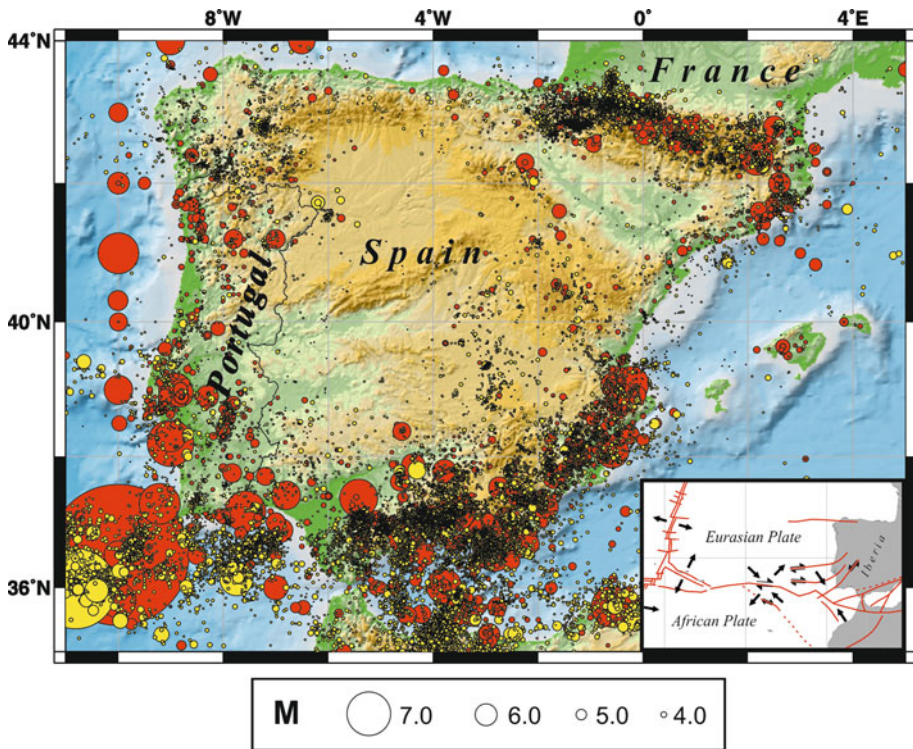 8°W 4°W 0° 4°E
44°N
France
Spain
Portugal
40°N
36°N
Eurasian Plate
Iberia
African Plate
M 7.0 6.0 5.0 4.0